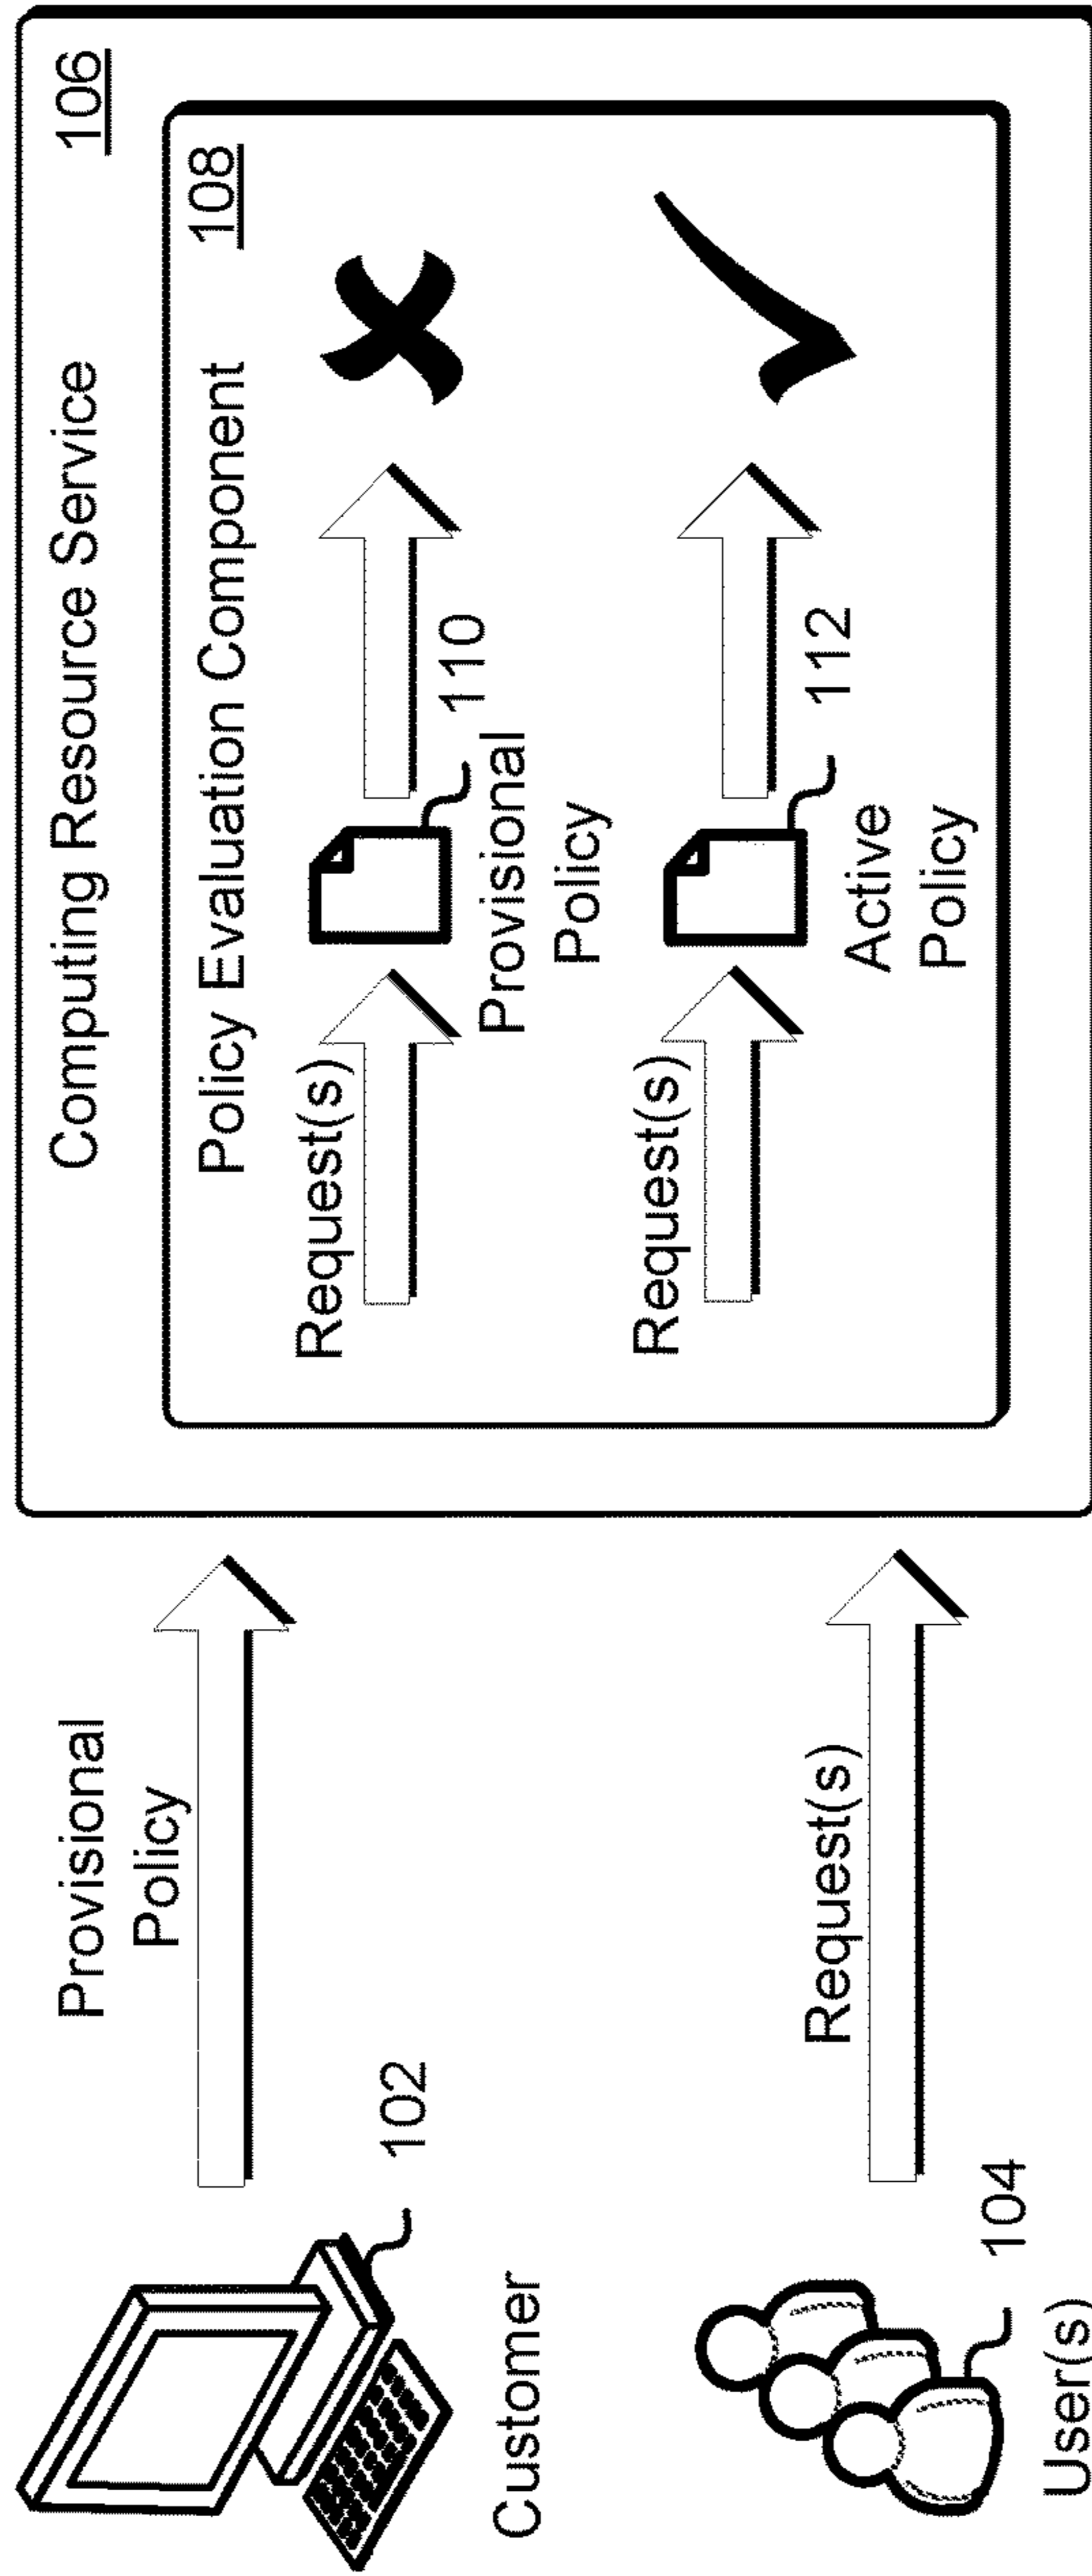 Computing Resource Service
106
Policy Evaluation Component
108
Provisional
Policy
102
Customer
Request(s)
110
Provisional
Policy
Request(s)
112
Active
Policy
Request(s)
104
User(s)